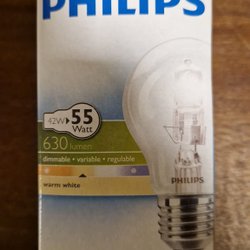 PHILIPS
42W 55
Watt
630 lumen
dimmable • variable • regulable
warm white
PHILIPS